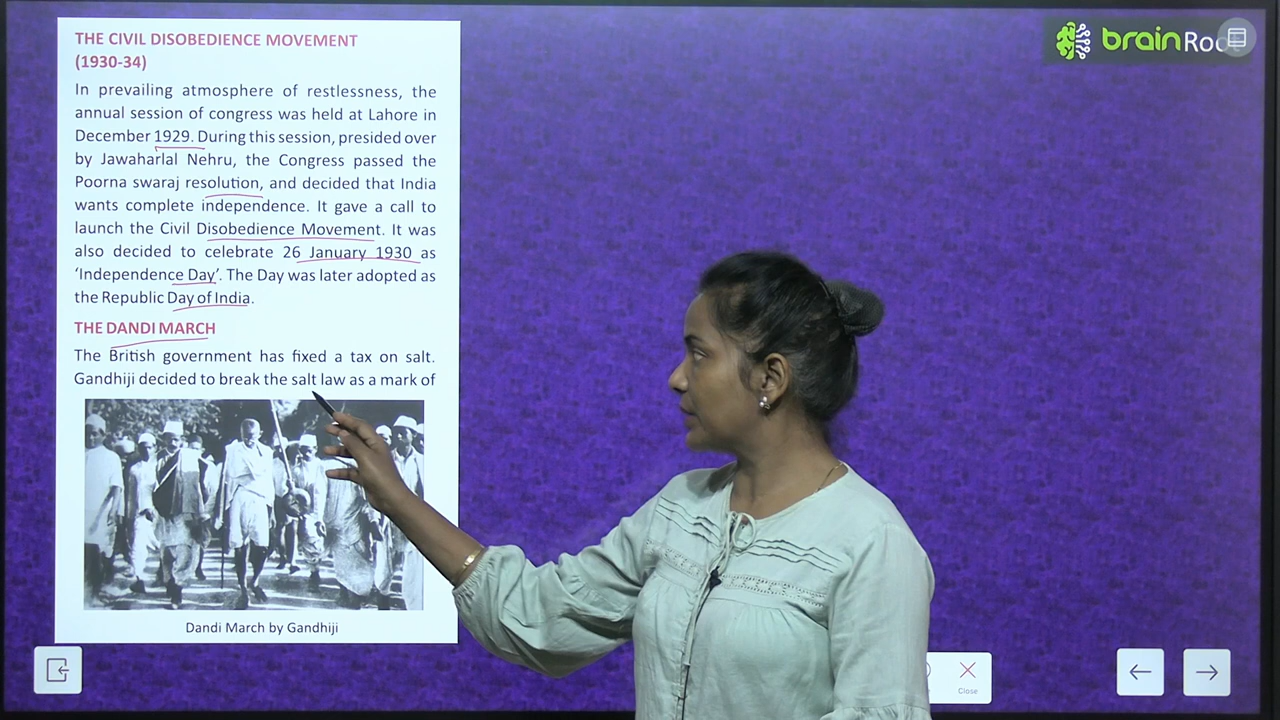 THE CIVIL DISOBEDIENCE MOVEMENT
(1930-34)
In prevailing atmosphere of restlessness, the
annual session of congress was held at Lahore in
December 1929. During this session, presided over
by Jawaharlal Nehru, the Congress passed the
Poorna swaraj resolution, and decided that India
wants complete independence. It gave a call to
launch the Civil Disobedience Movement. It was
also decided to celebrate 26 January 1930 as
‘Independence Day’. The Day was later adopted as
the Republic Day of India.
THE DANDI MARCH
The British government has fixed a tax on salt.
Gandhiji decided to break the salt law as a mark of
Dandi March by Gandhiji
brain
Close